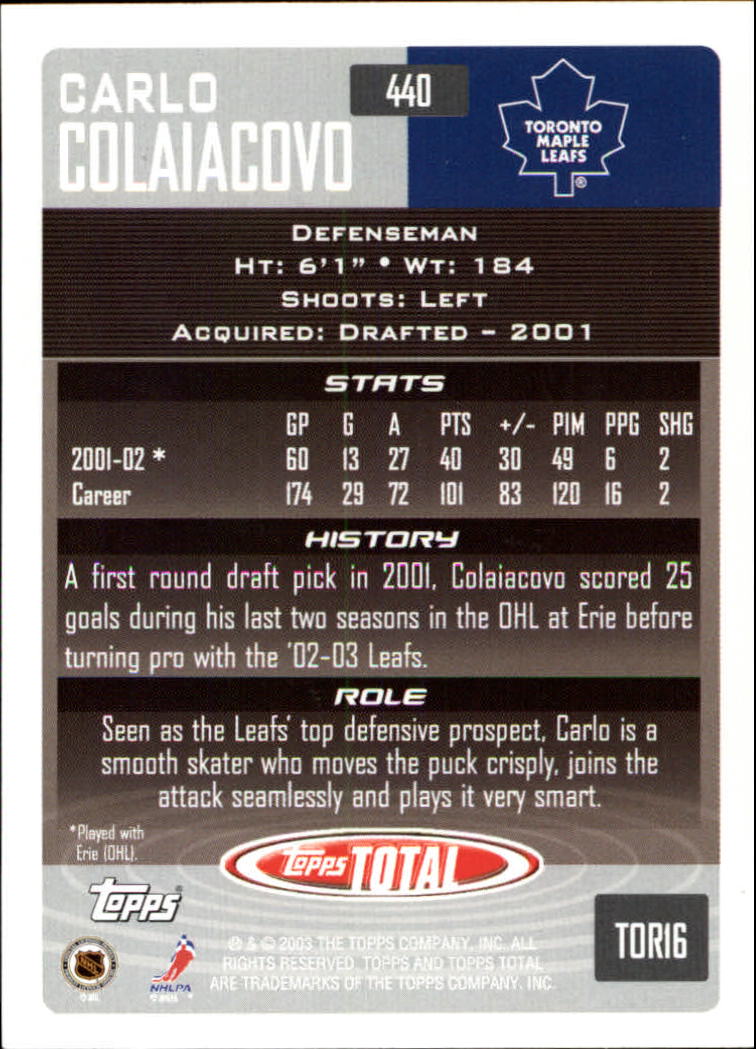 CARLO
COLAIACOVO
440
TORONTO
MAPLE
LEAFS
®
DEFENSEMAN
HT: 6'1" • WT: 184
SHOOTS: LEFT
ACQUIRED: DRAFTED - 2001
STATS
GP G A PTS +/- PIM PPG SHG
2001-02 * 60 13 27 40 30 49 6 2
Career 174 29 72 101 83 120 16 2
HISTORY
A first round draft pick in 2001, Colaiacovo scored 25
goals during his last two seasons in the OHL at Erie before
turning pro with the '02-03 Leafs.
ROLE
Seen as the Leafs' top defensive prospect, Carlo is a
smooth skater who moves the puck crisply, joins the
attack seamlessly and plays it very smart.
*Played with
Erie (OHL).
topps TOTAL
topps®
NHL
NHLPA
® & © 2003 THE TOPPS COMPANY, INC. ALL
RIGHTS RESERVED. TOPPS AND TOPPS TOTAL
ARE TRADEMARKS OF THE TOPPS COMPANY, INC.
TOR16